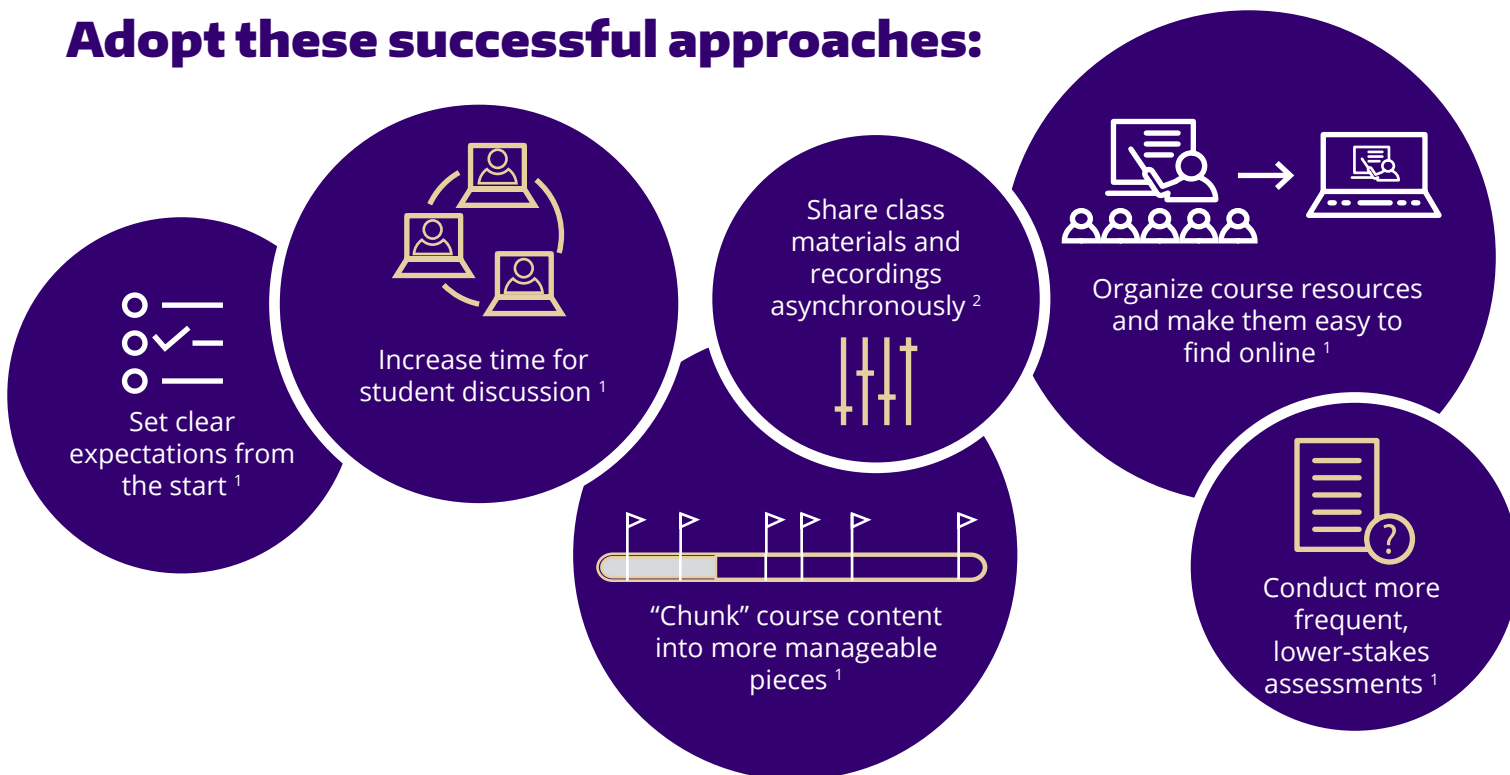 Adopt these successful approaches:
Set clear
expectations from
the start ¹
Increase time for
student discussion ¹
Share class
materials and
recordings
asynchronously ²
“Chunk” course content
into more manageable
pieces ¹
Organize course resources
and make them easy to
find online ¹
?
Conduct more
frequent,
lower-stakes
assessments ¹